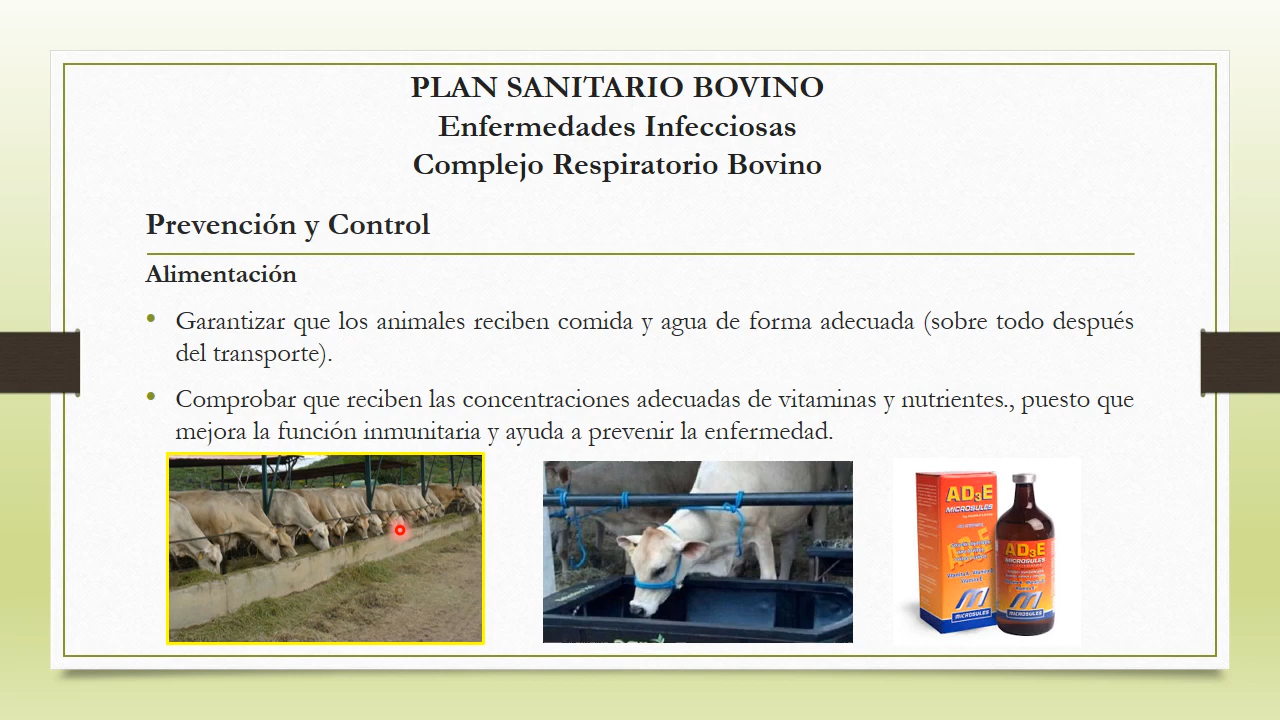 PLAN SANITARIO BOVINO
Enfermedades Infecciosas
Complejo Respiratorio Bovino
Prevención y Control
Alimentación
• Garantizar que los animales reciben comida y agua de forma adecuada (sobre todo después
del transporte).
• Comprobar que reciben las concentraciones adecuadas de vitaminas y nutrientes., puesto que
mejora la función inmunitaria y ayuda a prevenir la enfermedad.
AD3E
MICROSULES
MICROSULES
AD3E
MICROSULES
MICROSULES